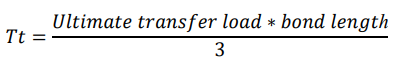 Tt = Ultimate transfer load * bond length
3